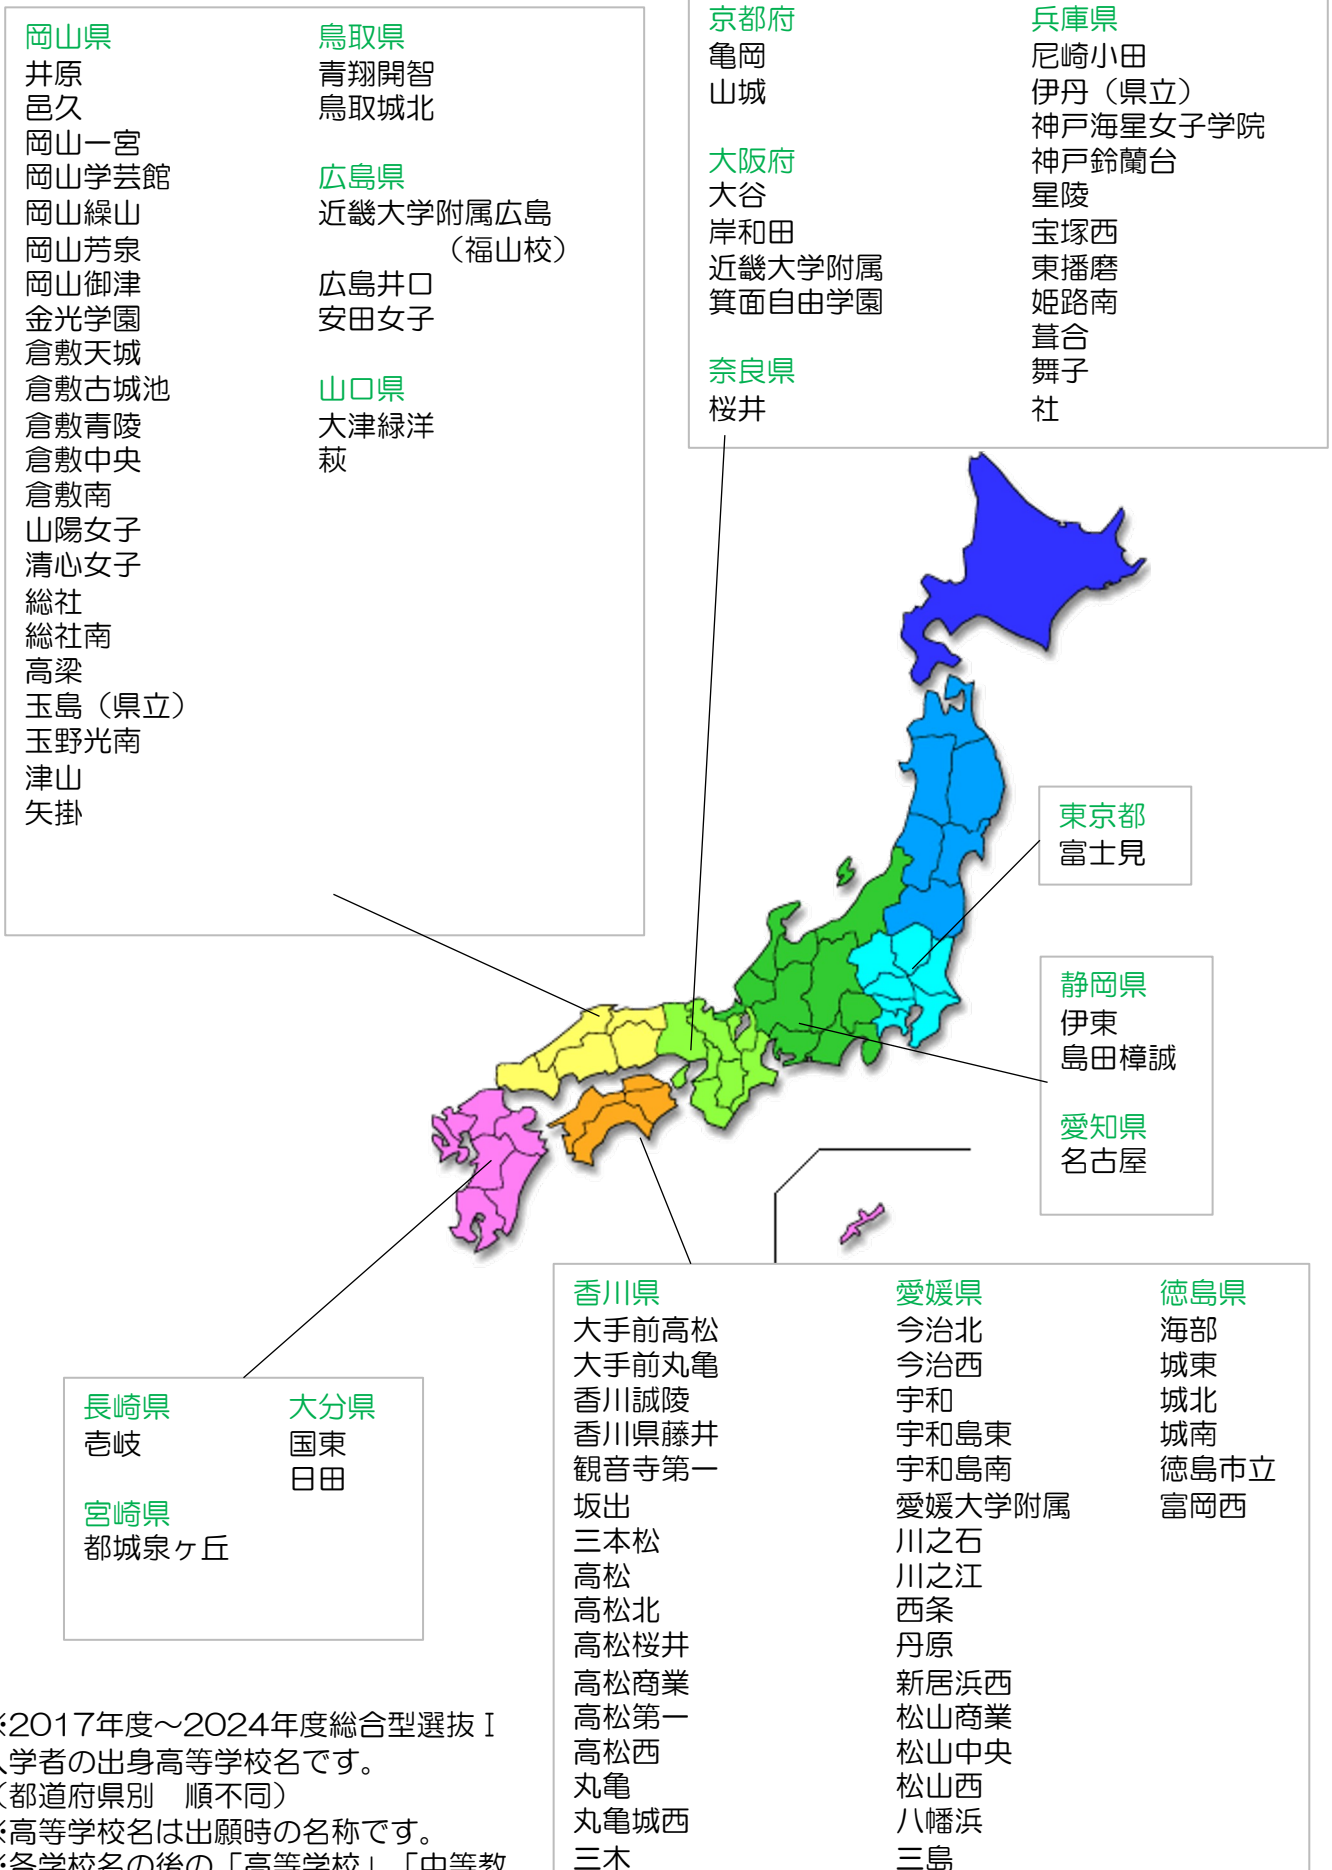 岡山県
井原
邑久
岡山一宮
岡山学芸館
岡山操山
岡山芳泉
岡山御津
金光学園
倉敷天城
倉敷古城池
倉敷青陵
倉敷中央
倉敷南
山陽女子
清心女子
総社
総社南
高梁
玉島（県立）
玉野光南
津山
矢掛
鳥取県
青翔開智
鳥取城北
広島県
近畿大学附属広島
（福山校）
広島井口
安田女子
山口県
大津緑洋
萩
京都府
亀岡
山城
大阪府
大谷
岸和田
近畿大学附属
箕面自由学園
奈良県
桜井
兵庫県
尼崎小田
伊丹（県立）
神戸海星女子学院
神戸鈴蘭台
星陵
宝塚西
東播磨
姫路南
葺合
舞子
社
東京都
富士見
静岡県
伊東
島田樟誠
愛知県
名古屋
長崎県
壱岐
宮崎県
都城泉ヶ丘
大分県
国東
日田
香川県
大手前高松
大手前丸亀
香川誠陵
香川県藤井
観音寺第一
坂出
三本松
高松
高松北
高松桜井
高松商業
高松第一
高松西
丸亀
丸亀城西
三木
愛媛県
今治北
今治西
宇和
宇和島東
宇和島南
愛媛大学附属
川之石
川之江
西条
丹原
新居浜西
松山商業
松山中央
松山西
八幡浜
三島
徳島県
海部
城東
城北
城南
徳島市立
富岡西
※2017年度～2024年度総合型選抜Ⅰ
入学者の出身高等学校名です。
（都道府県別　順不同）
※高等学校名は出願時の名称です。
※各学校名の後の「高等学校」「中等教